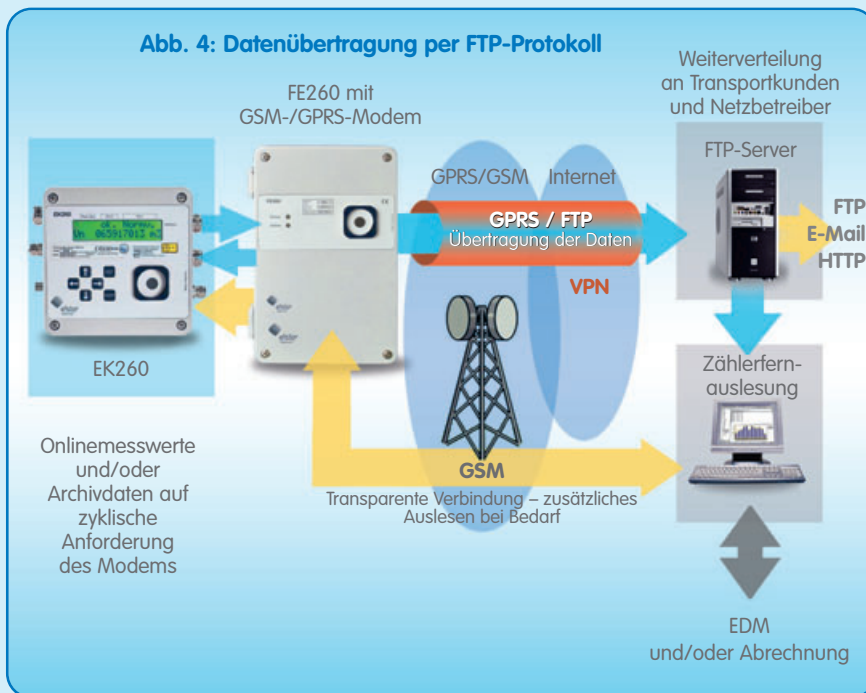 Abb. 4: Datenübertragung per FTP-Protokoll
Weiterverteilung
an Transportkunden
und Netzbetreiber
FE260 mit
GSM-/GPRS-Modem
FTP-Server
GPRS/GSM
Internet
GPRS / FTP
Übertragung der Daten
VPN
FTP
E-Mail
HTTP
EK260
EK260
Zählerfern-
auslesung
Onlinemesswerte
und/oder
Archivdaten auf
zyklische
Anforderung
des Modems
GSM
Transparente Verbindung – zusätzliches
Auslesen bei Bedarf
EDM
und/oder Abrechnung